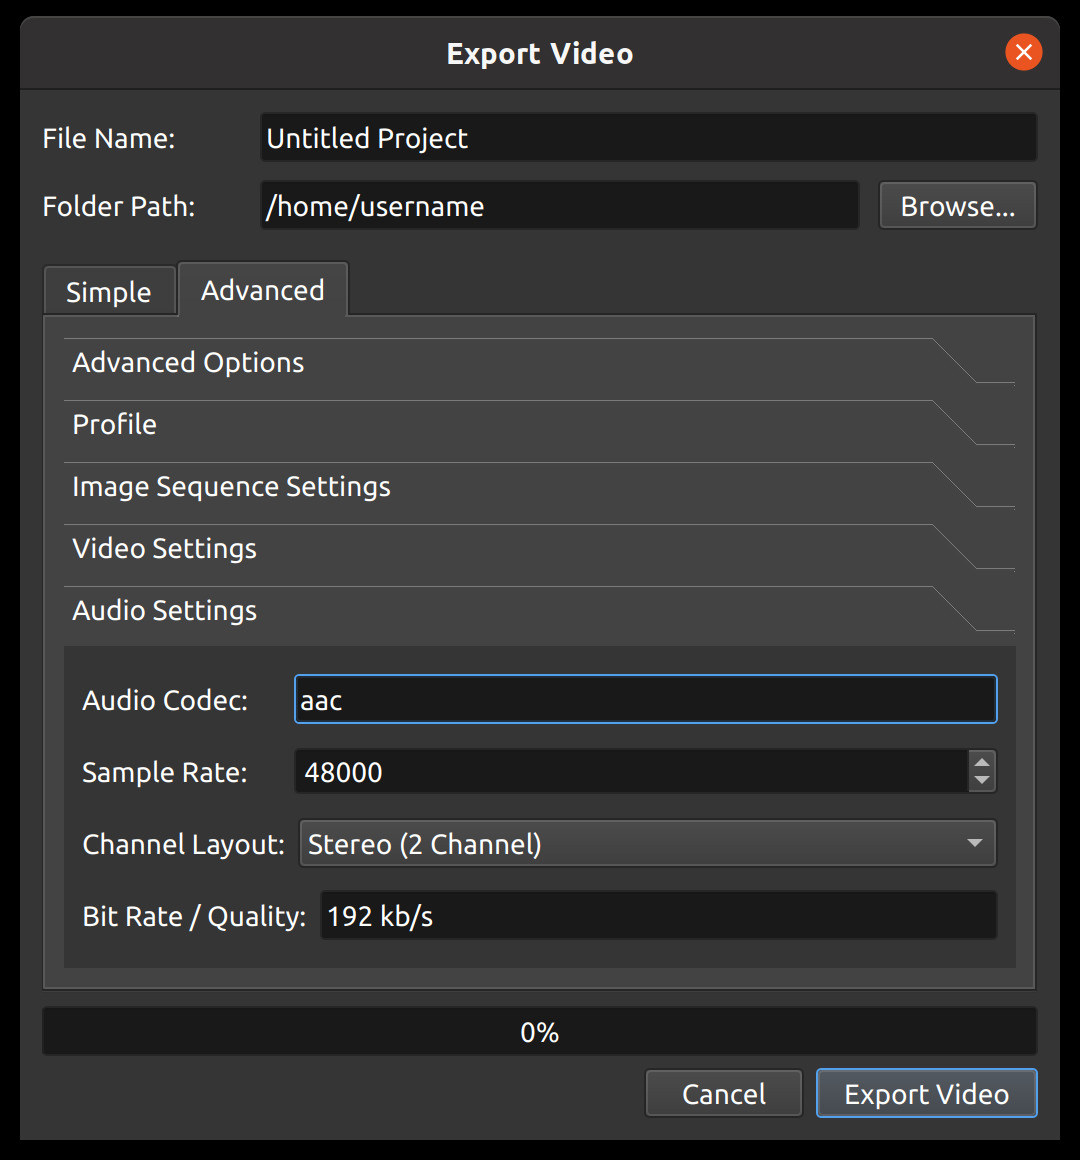 Export Video
File Name: Untitled Project
Folder Path: /home/username Browse...
Simple Advanced
Advanced Options
Profile
Image Sequence Settings
Video Settings
Audio Settings
Audio Codec: aac
Sample Rate: 48000
Channel Layout: Stereo (2 Channel)
Bit Rate / Quality: 192 kb/s
0%
Cancel Export Video